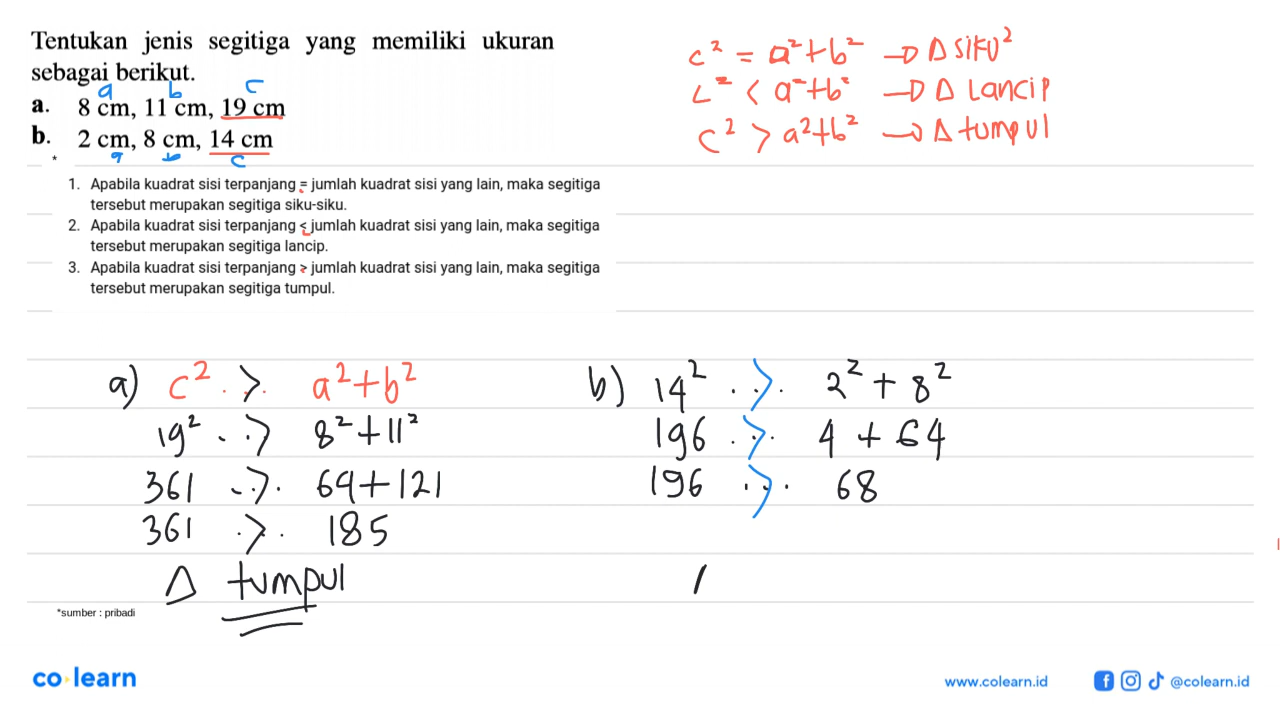 Tentukan jenis segitiga yang memiliki ukuran
sebagai berikut.
a b c
a. 8 cm, 11 cm, 19 cm
b. 2 cm, 8 cm, 14 cm
a b c
*
c² = a²+b² → Δ siku²
c² < a²+b² → Δ Lancip
c² > a²+b² → Δ tumpul
1. Apabila kuadrat sisi terpanjang = jumlah kuadrat sisi yang lain, maka segitiga
tersebut merupakan segitiga siku-siku.
2. Apabila kuadrat sisi terpanjang < jumlah kuadrat sisi yang lain, maka segitiga
tersebut merupakan segitiga lancip.
3. Apabila kuadrat sisi terpanjang > jumlah kuadrat sisi yang lain, maka segitiga
tersebut merupakan segitiga tumpul.
a) c² .>. a²+b²
19² ..> 8²+11²
361 .>. 64+121
361 .>. 185
Δ tumpul
b) 14² .>. 2² + 8²
196 .>. 4 + 64
196 .>. 68
*sumber : pribadi
co·learn
www.colearn.id
@colearn.id